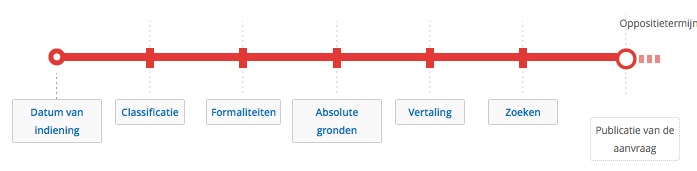 Oppositietermijn
Datum van
indiening
Classificatie
Formaliteiten
Absolute
gronden
Vertaling
Zoeken
Publicatie van de
aanvraag